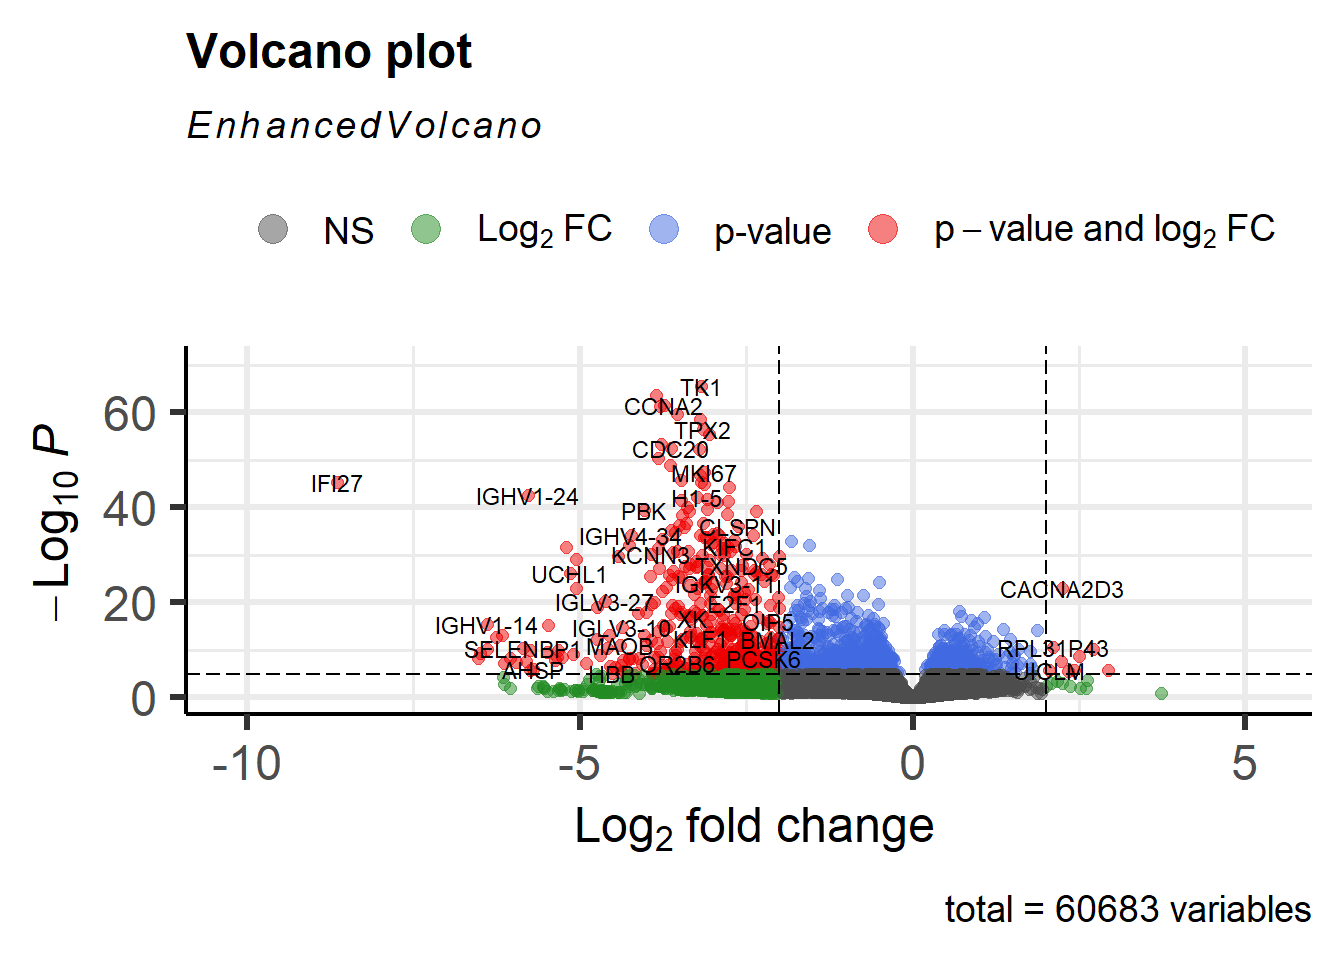 Volcano plot
EnhancedVolcano
NS Log₂ FC p-value p – value and log₂ FC
– Log₁₀ P
60
40
20
0
TK1
CCNA2
TPX2
CDC20
MKI67
IFI27
IGHV1-24
H1-5
PBK
CLSPN
IGHV4-34
KIFC1
KCNN3
TXNDC5
UCHL1
IGKV3-11
CACNA2D3
IGLV3-27
E2F1
XK
OIP5
IGHV1-14
IGLV3-10
KLF1
BMAL2
MAOB
SELENBP1
RPL31P43
PCSK6
OR2B6
AHSP
HBB
UICLM
-10 -5 0 5
Log₂ fold change
total = 60683 variables